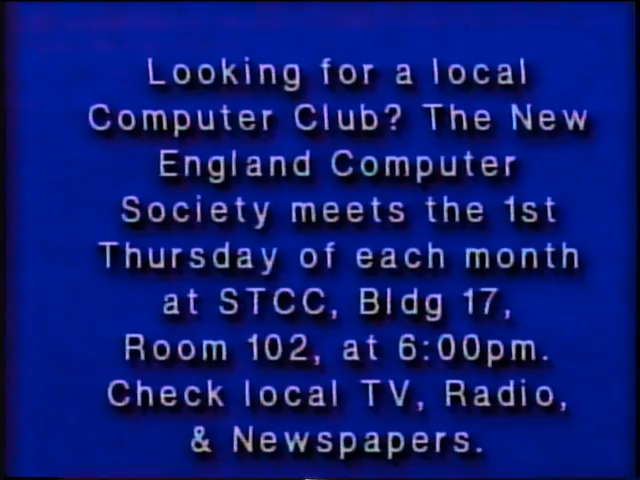 Looking for a local
Computer Club? The New
England Computer
Society meets the 1st
Thursday of each month
at STCC, Bldg 17,
Room 102, at 6:00pm.
Check local TV, Radio,
& Newspapers.